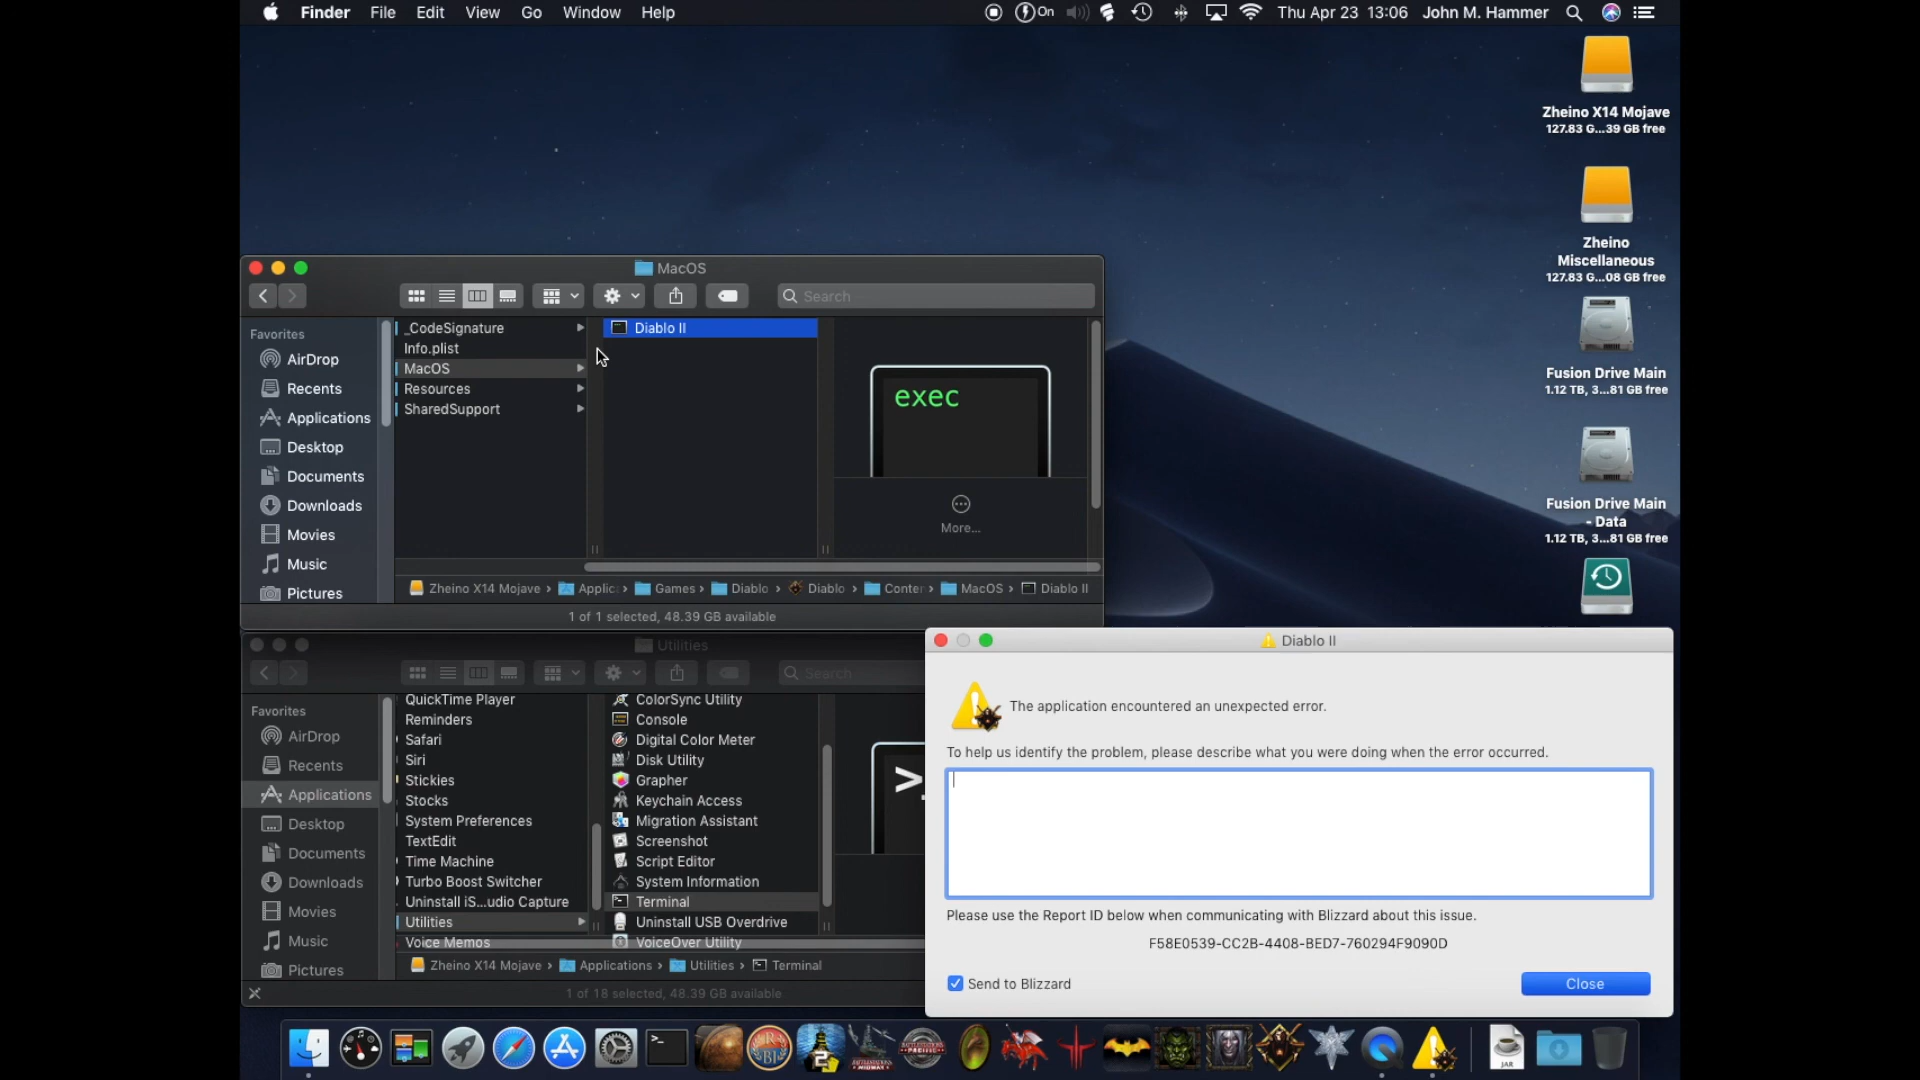 Finder File Edit View Go Window Help
On
Thu Apr 23 13:06 John M. Hammer
Zheino X14 Mojave
127.83 G...39 GB free
Zheino
Miscellaneous
127.83 G...08 GB free
Fusion Drive Main
1.12 TB, 3...81 GB free
Fusion Drive Main
- Data
1.12 TB, 3...81 GB free
MacOS
Search
Favorites
AirDrop
Recents
Applications
Desktop
Documents
Downloads
Movies
Music
Pictures
_CodeSignature
Info.plist
MacOS
Resources
SharedSupport
Diablo II
exec
More...
Zheino X14 Mojave › Applic › Games › Diablo › Diablo › Conter › MacOS › Diablo II
1 of 1 selected, 48.39 GB available
Utilities
Search
Favorites
AirDrop
Recents
Applications
Desktop
Documents
Downloads
Movies
Music
Pictures
QuickTime Player
Reminders
Safari
Siri
Stickies
Stocks
System Preferences
TextEdit
Time Machine
Turbo Boost Switcher
Uninstall iS...udio Capture
Utilities
Voice Memos
ColorSync Utility
Console
Digital Color Meter
Disk Utility
Grapher
Keychain Access
Migration Assistant
Screenshot
Script Editor
System Information
Terminal
Uninstall USB Overdrive
VoiceOver Utility
Zheino X14 Mojave › Applications › Utilities › Terminal
1 of 18 selected, 48.39 GB available
Diablo II
The application encountered an unexpected error.
To help us identify the problem, please describe what you were doing when the error occurred.
Please use the Report ID below when communicating with Blizzard about this issue.
F58E0539-CC2B-4408-BED7-760294F9090D
Send to Blizzard
Close
RBI
2
JAR